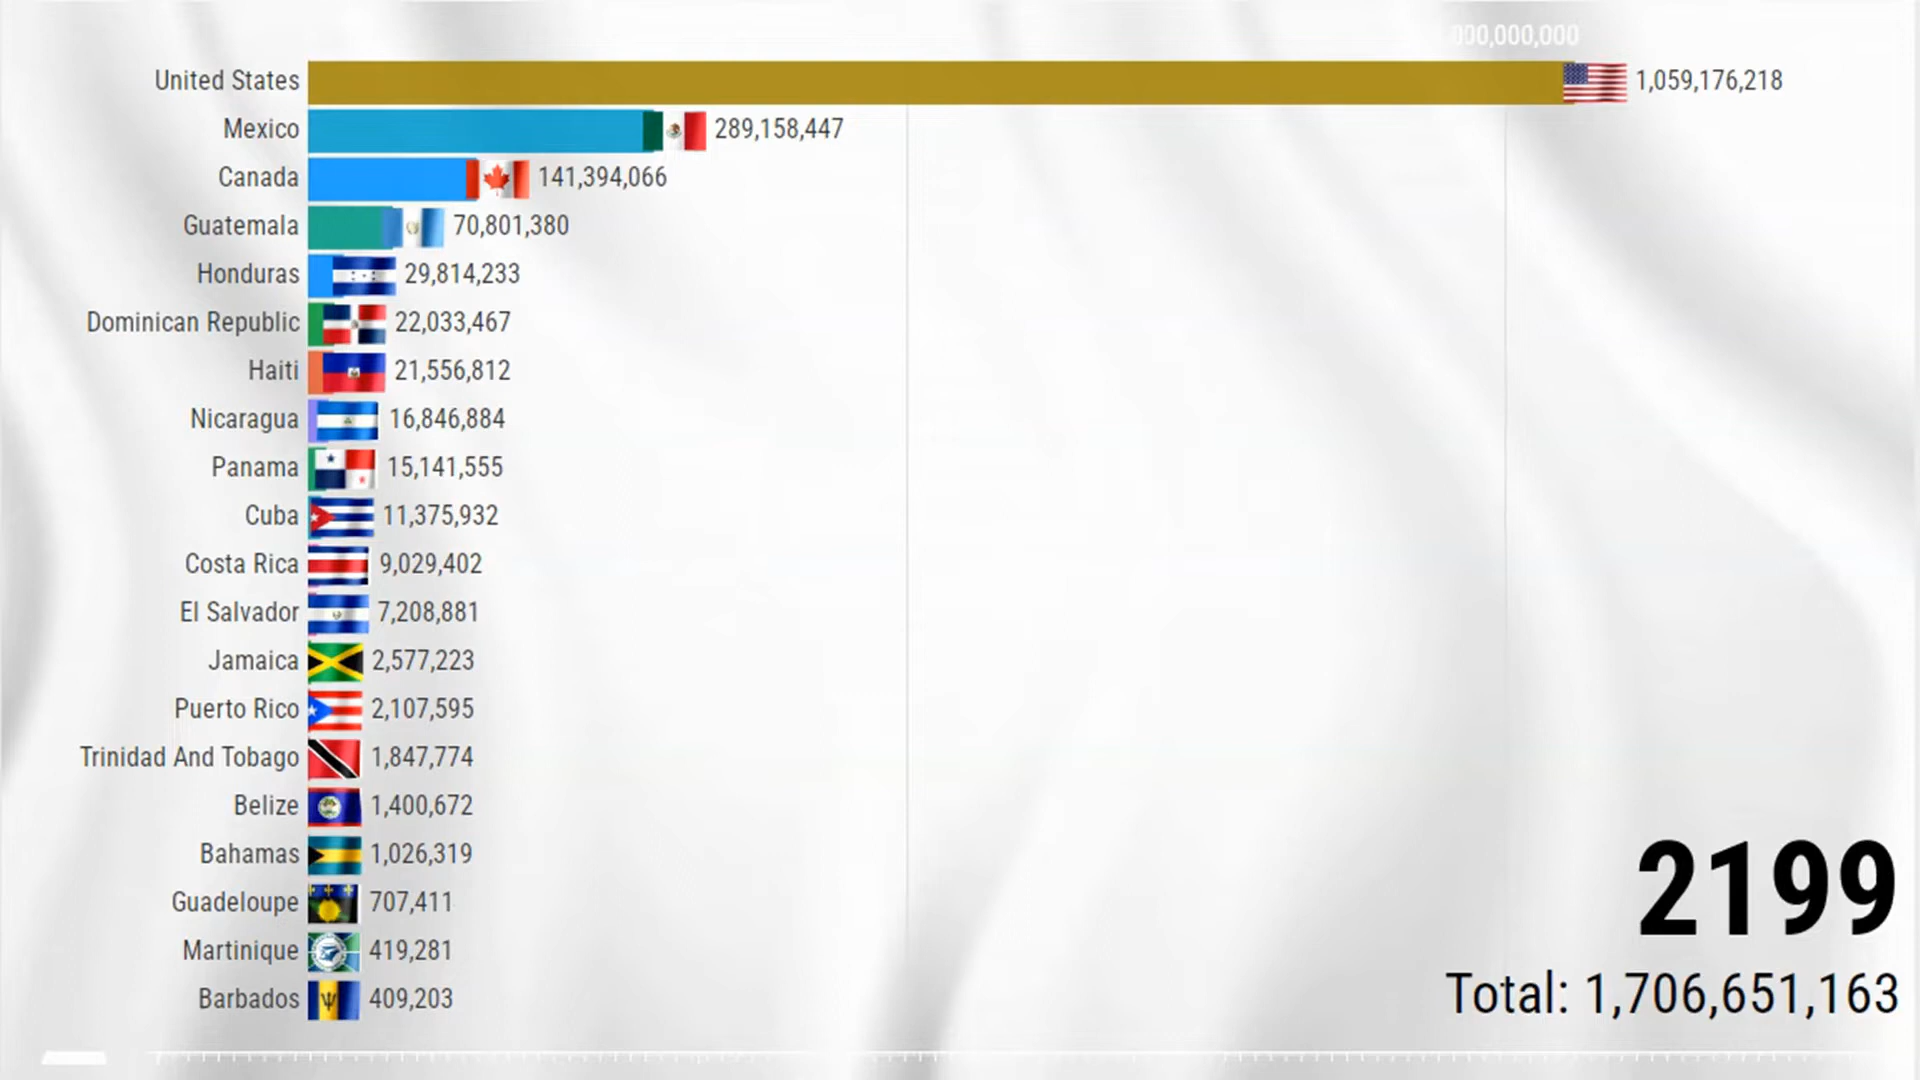 000,000,000
United States 1,059,176,218
Mexico 289,158,447
Canada 141,394,066
Guatemala 70,801,380
Honduras 29,814,233
Dominican Republic 22,033,467
Haiti 21,556,812
Nicaragua 16,846,884
Panama 15,141,555
Cuba 11,375,932
Costa Rica 9,029,402
El Salvador 7,208,881
Jamaica 2,577,223
Puerto Rico 2,107,595
Trinidad And Tobago 1,847,774
Belize 1,400,672
Bahamas 1,026,319
Guadeloupe 707,411
Martinique 419,281
Barbados 409,203
2199
Total: 1,706,651,163